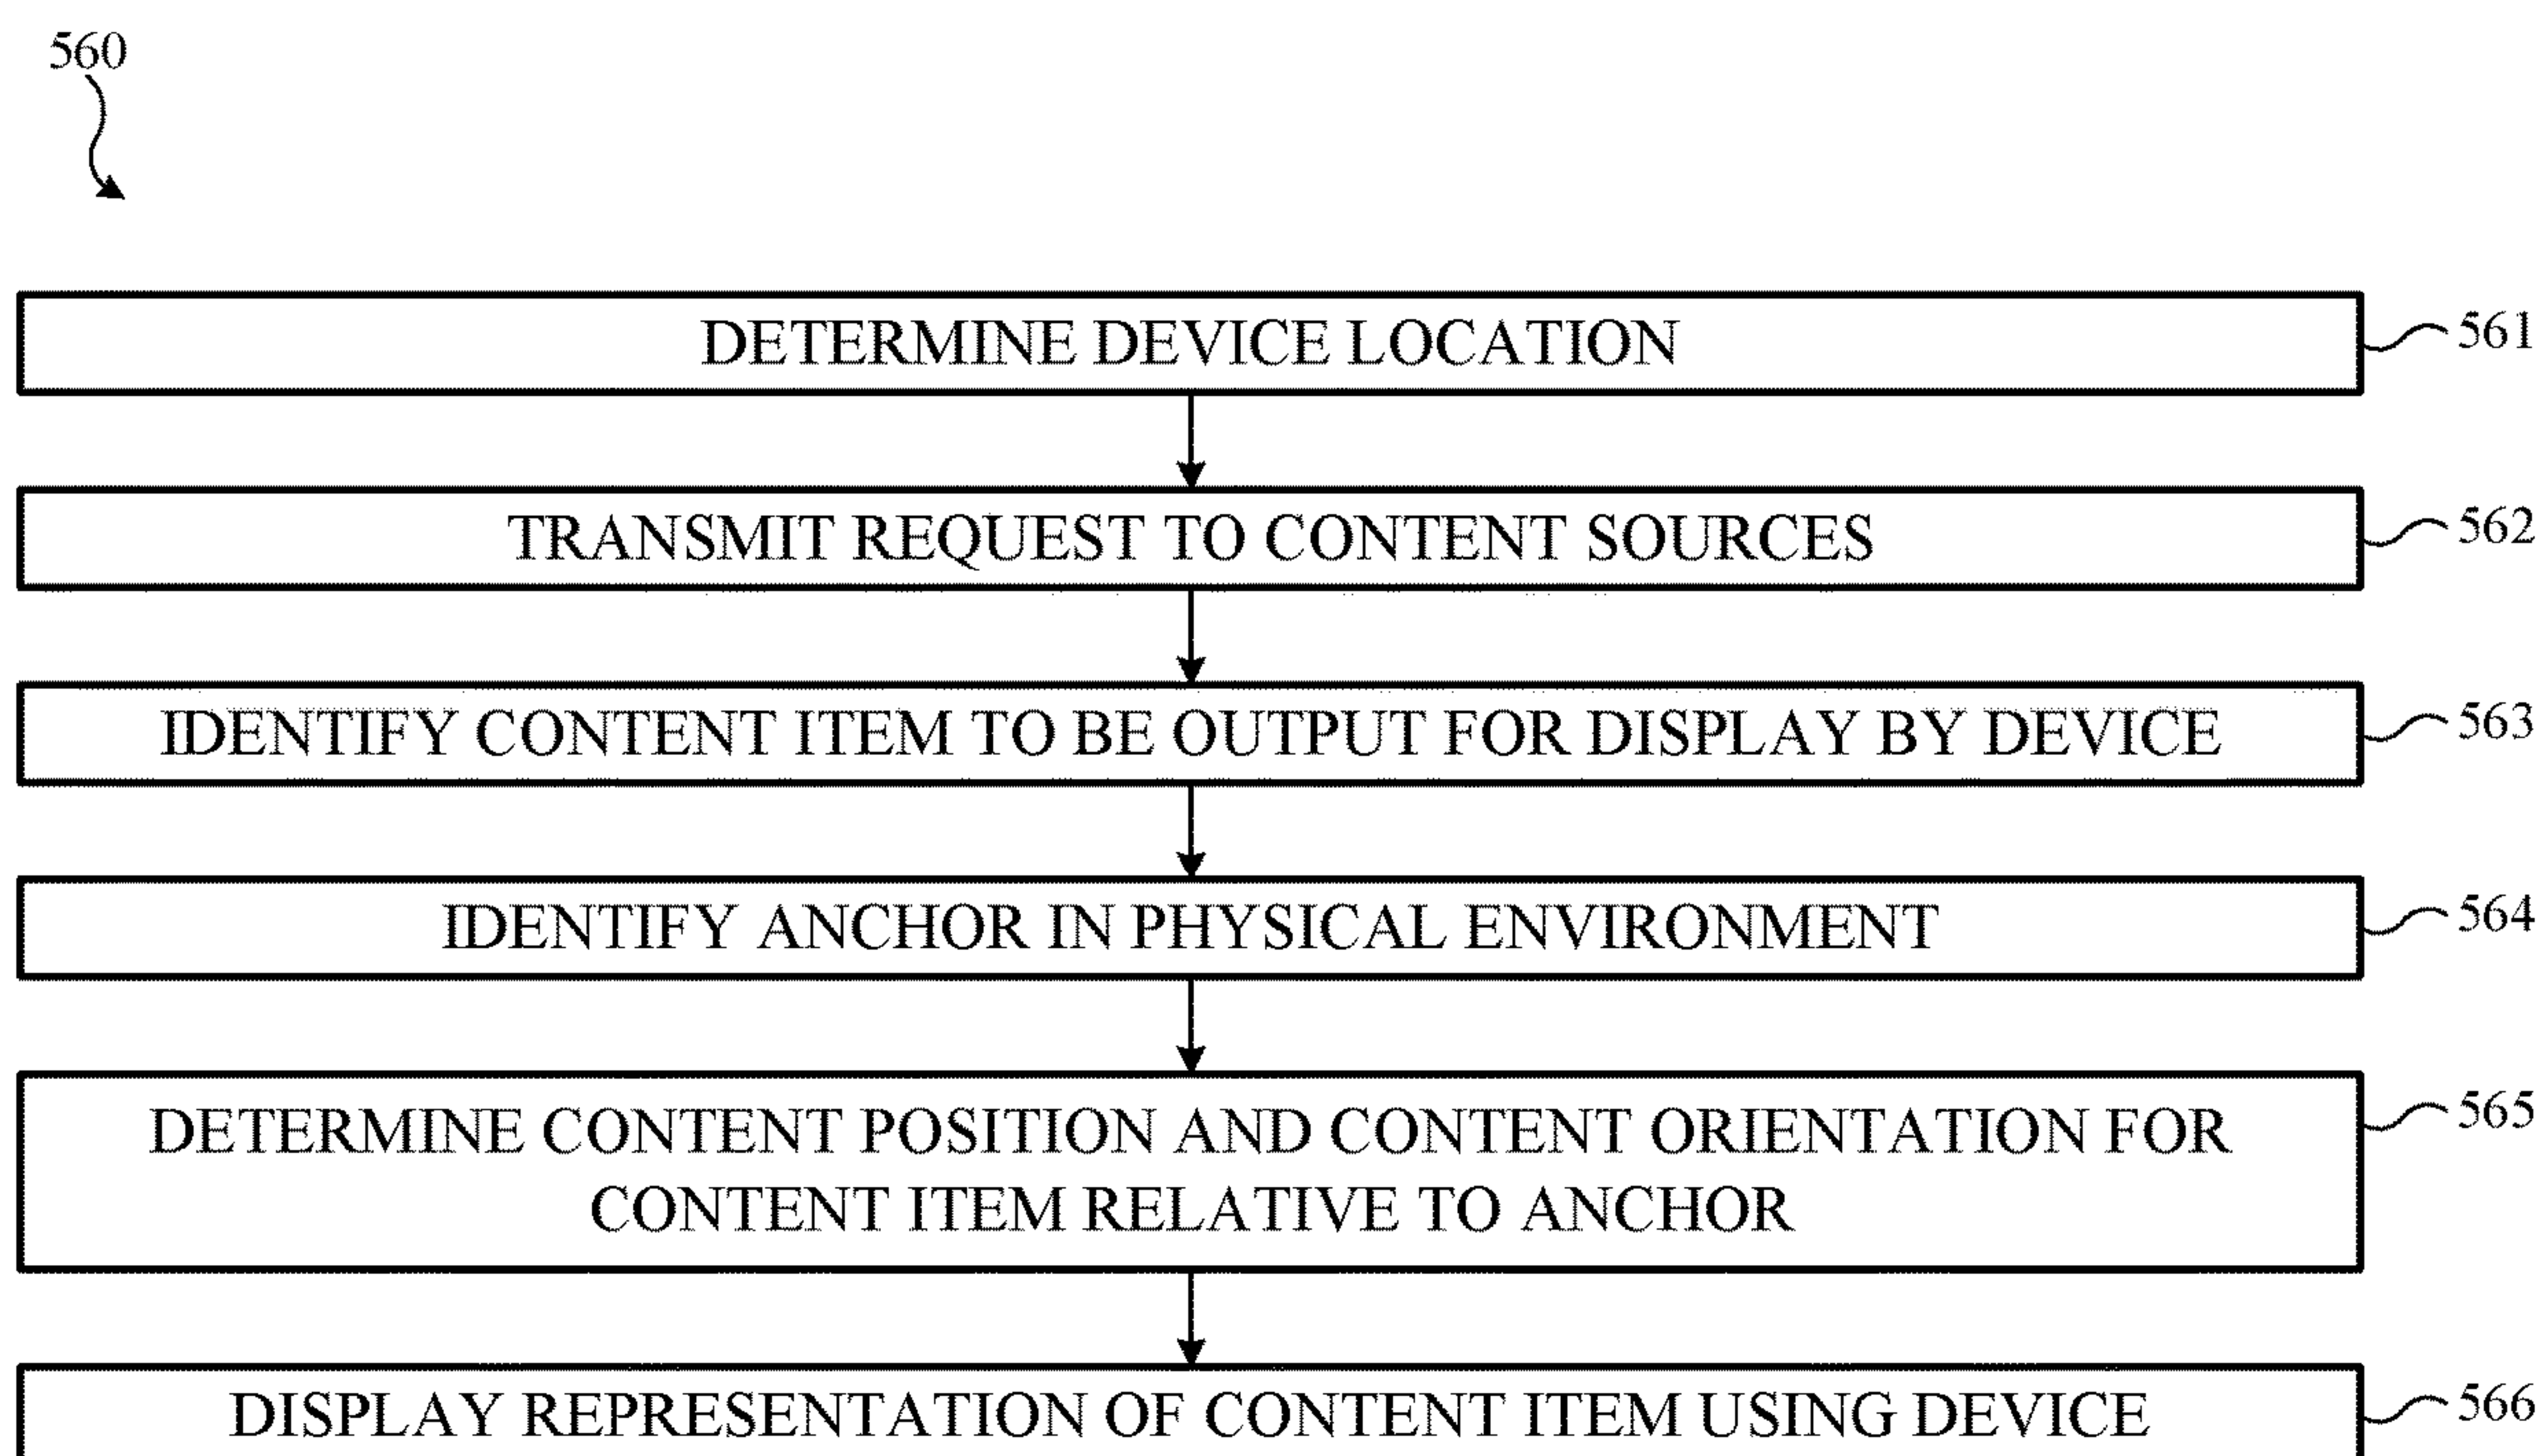 560
DETERMINE DEVICE LOCATION
561
TRANSMIT REQUEST TO CONTENT SOURCES
562
IDENTIFY CONTENT ITEM TO BE OUTPUT FOR DISPLAY BY DEVICE
563
IDENTIFY ANCHOR IN PHYSICAL ENVIRONMENT
564
DETERMINE CONTENT POSITION AND CONTENT ORIENTATION FOR
CONTENT ITEM RELATIVE TO ANCHOR
565
DISPLAY REPRESENTATION OF CONTENT ITEM USING DEVICE
566